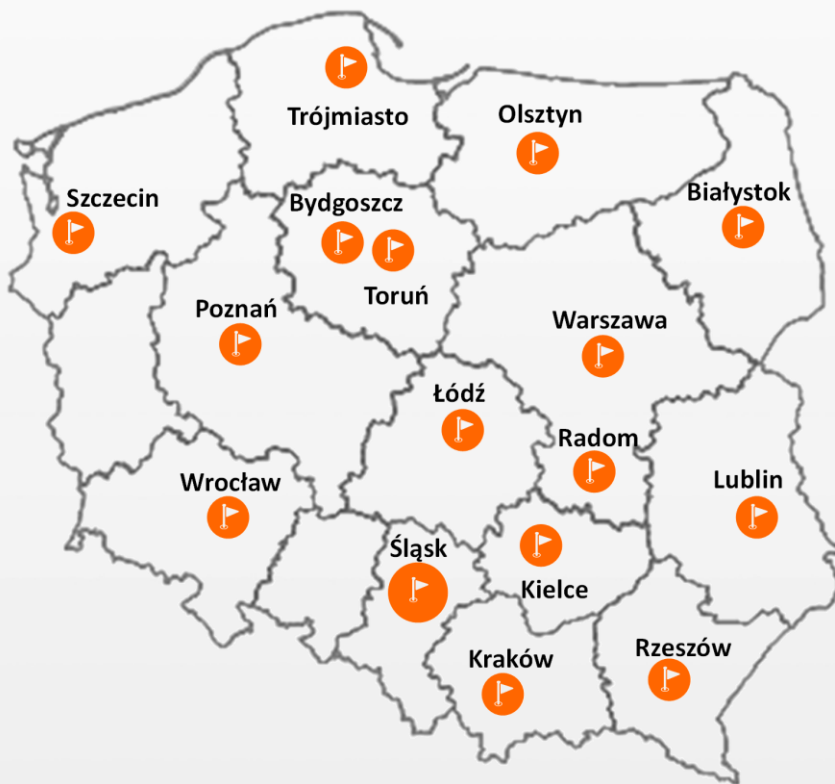 Trójmiasto
Olsztyn
Szczecin
Bydgoszcz
Białystok
Toruń
Poznań
Warszawa
Łódź
Radom
Wrocław
Lublin
Śląsk
Kielce
Kraków
Rzeszów